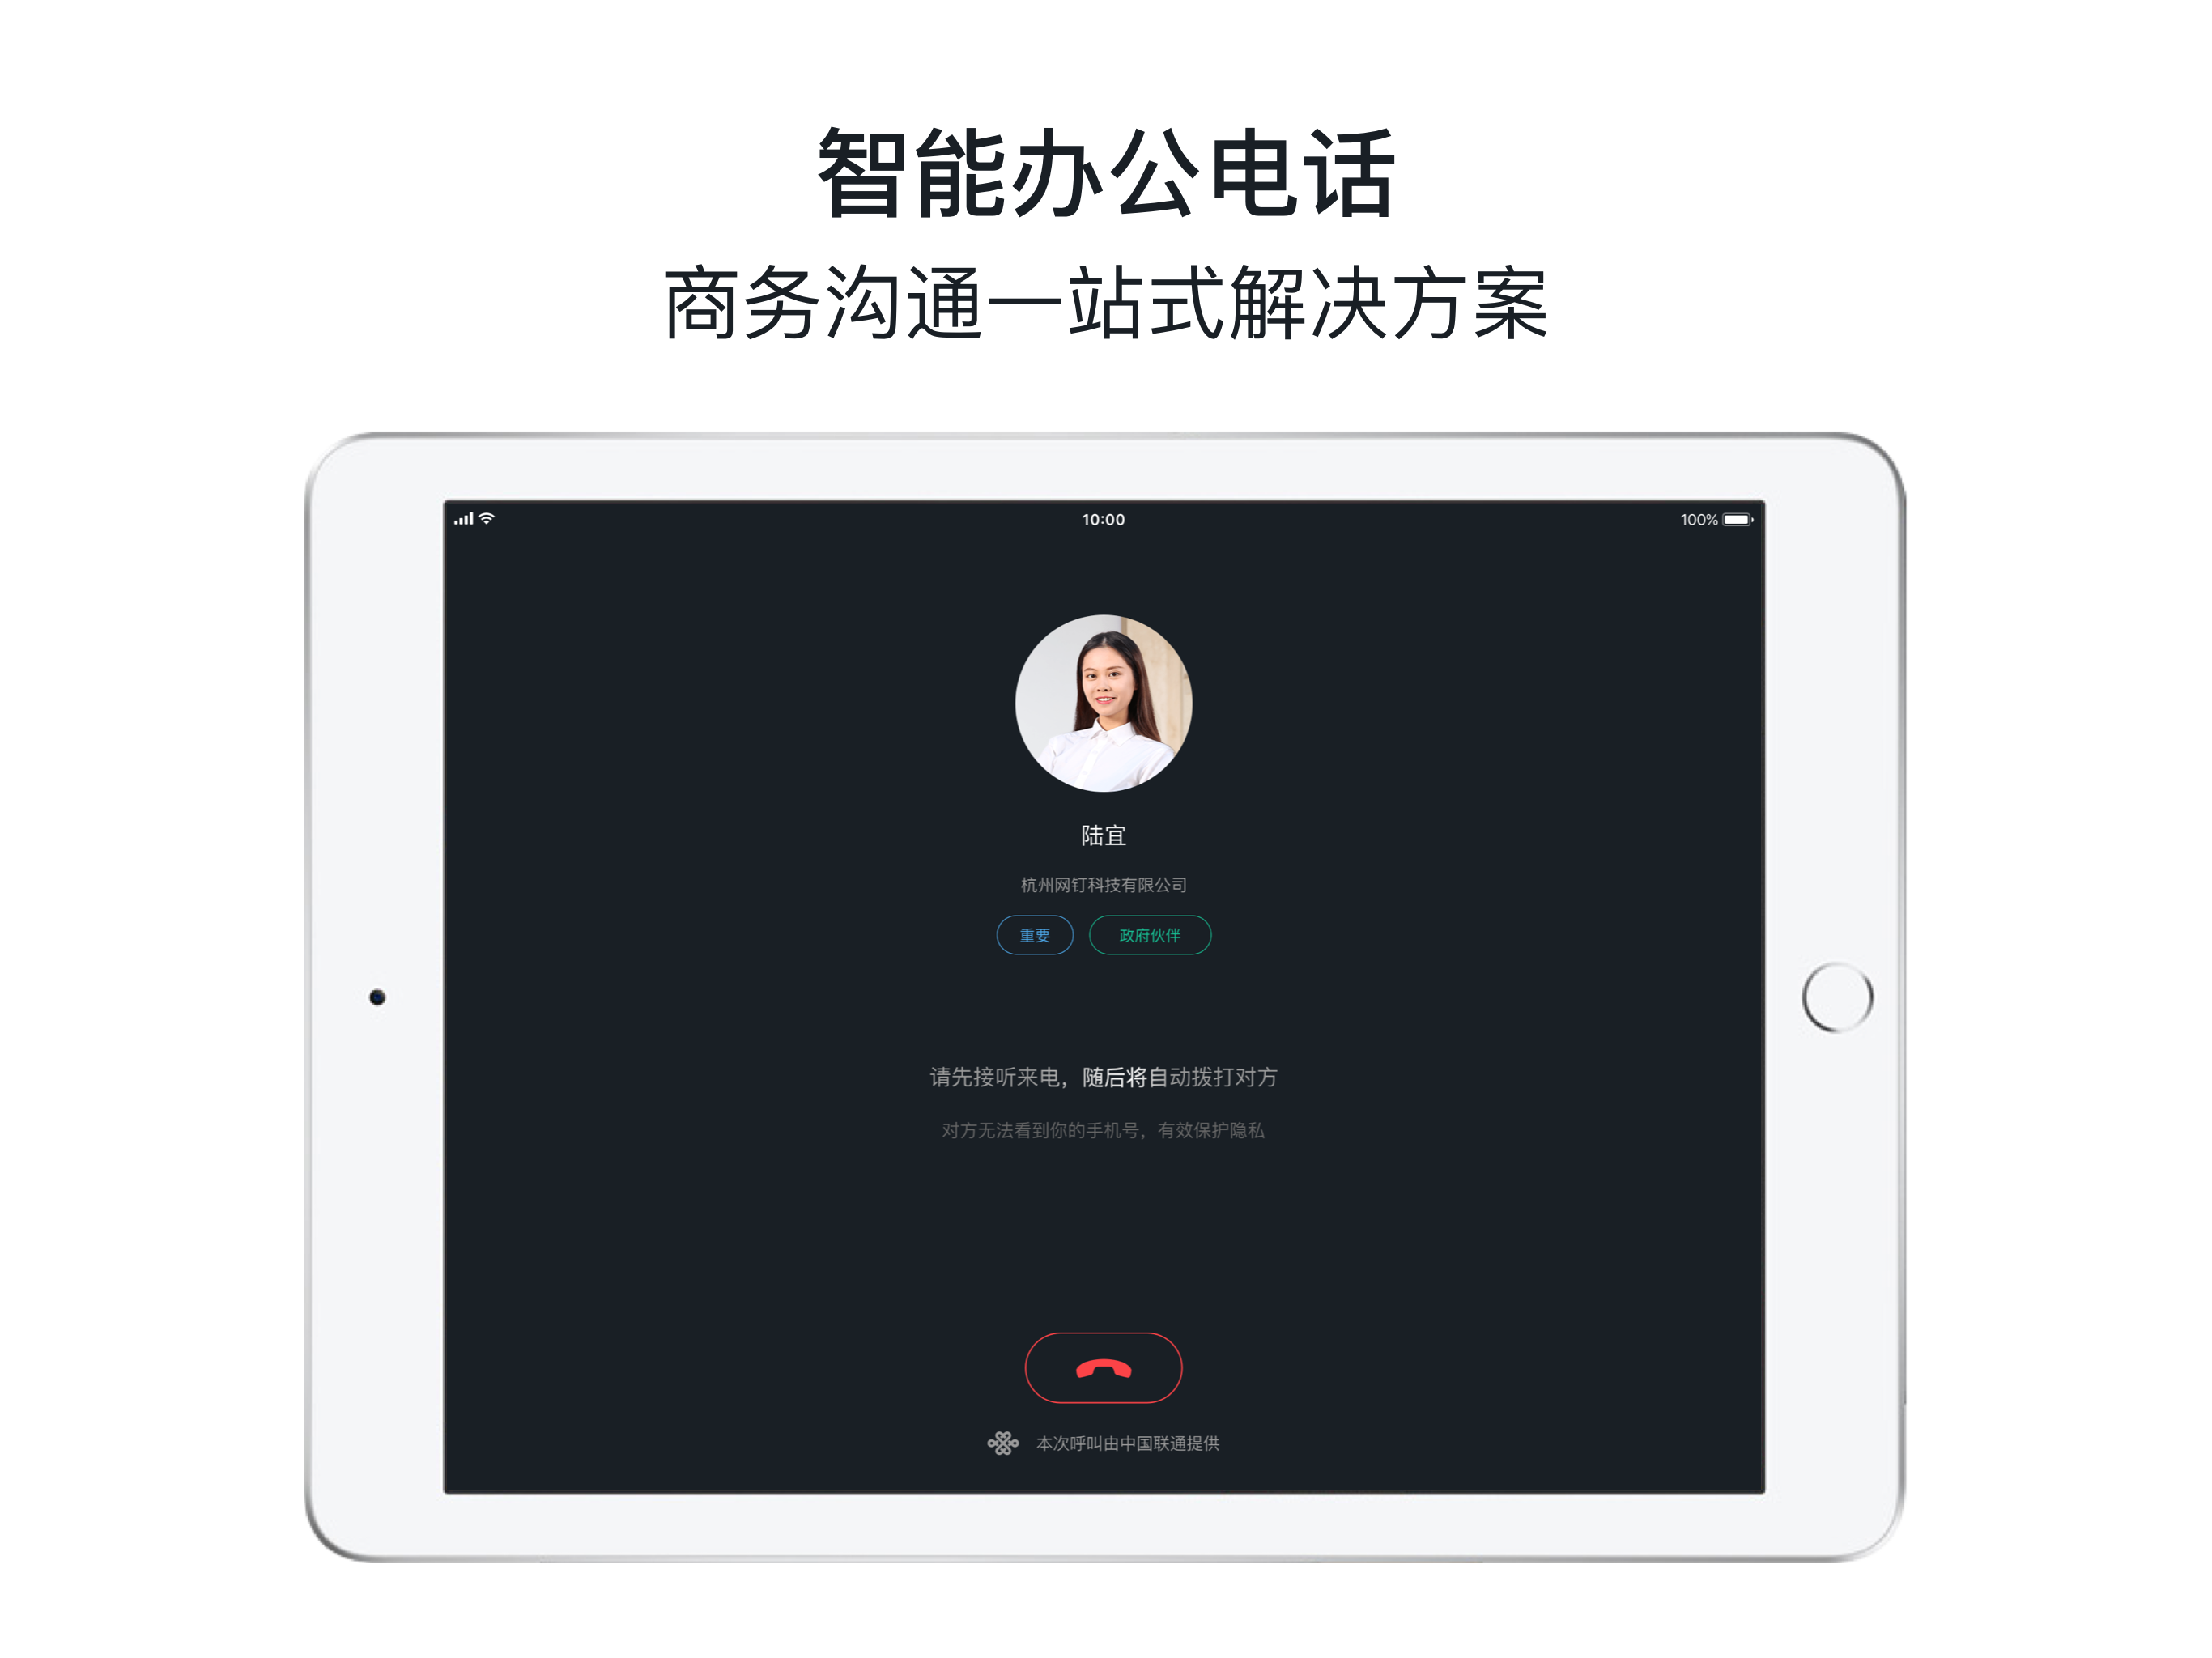 智能办公电话
商务沟通一站式解决方案
10:00
100%
陆宜
杭州网钉科技有限公司
重要 政府伙伴
请先接听来电，随后将自动拨打对方
对方无法看到你的手机号，有效保护隐私
本次呼叫由中国联通提供